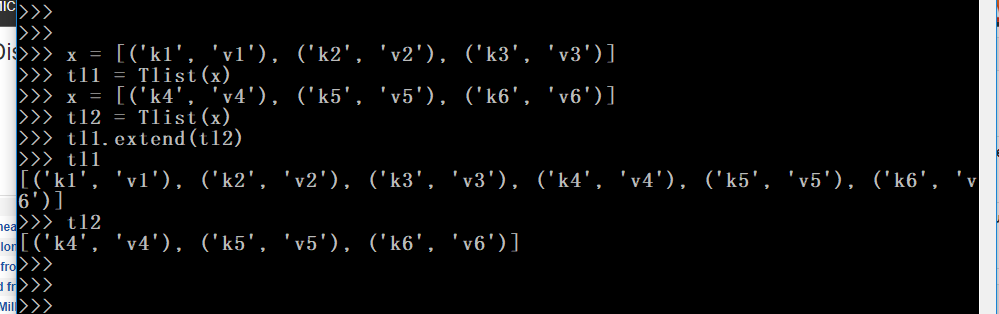 >>>
>>>
>>> x = [('k1', 'v1'), ('k2', 'v2'), ('k3', 'v3')]
>>> tl1 = Tlist(x)
>>> x = [('k4', 'v4'), ('k5', 'v5'), ('k6', 'v6')]
>>> tl2 = Tlist(x)
>>> tl1.extend(tl2)
>>> tl1
[('k1', 'v1'), ('k2', 'v2'), ('k3', 'v3'), ('k4', 'v4'), ('k5', 'v5'), ('k6', 'v
6')]
>>> tl2
[('k4', 'v4'), ('k5', 'v5'), ('k6', 'v6')]
>>>
>>>
>>>